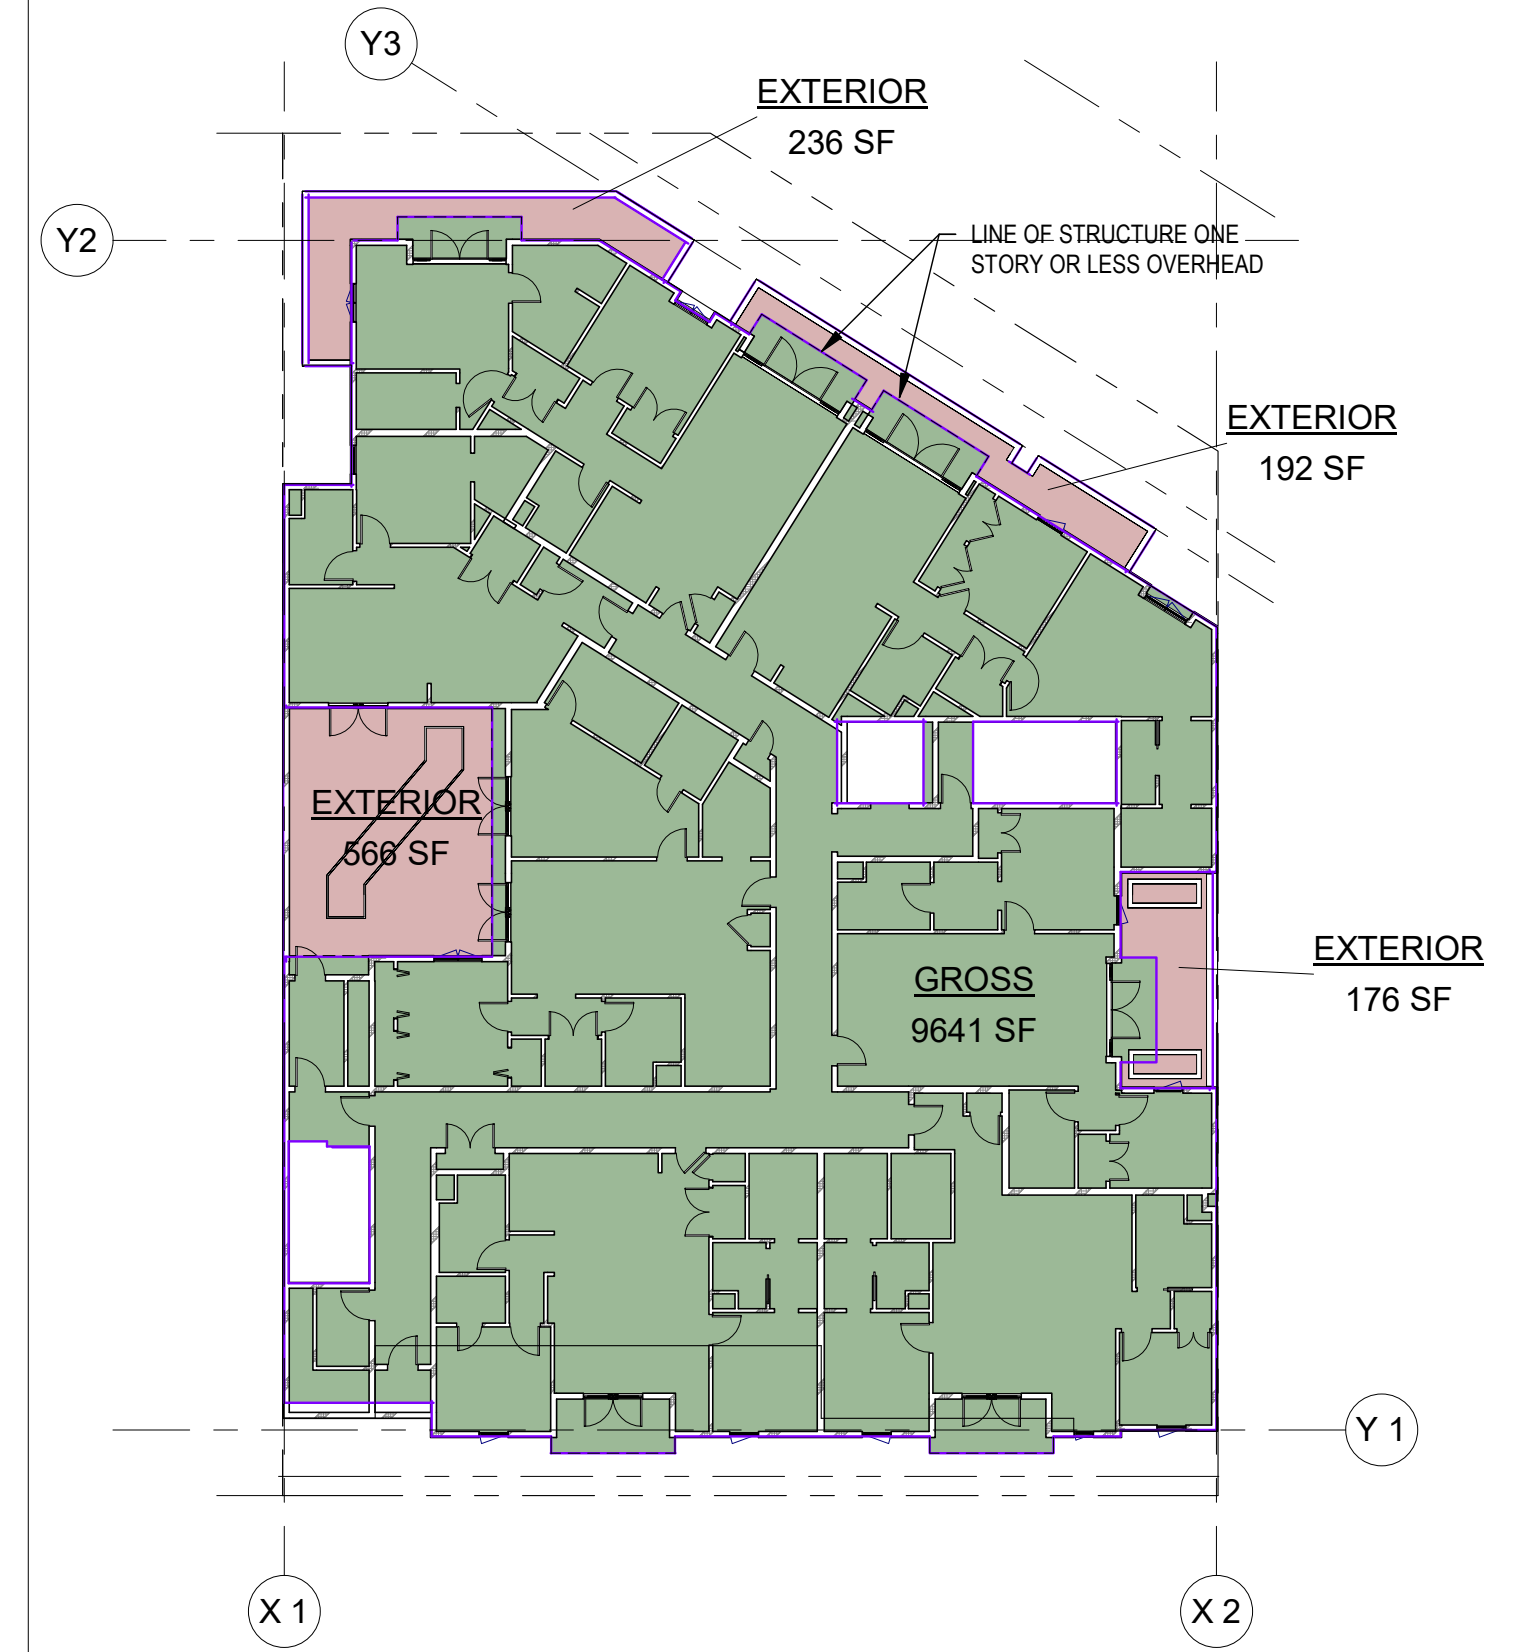 Y3
EXTERIOR
236 SF
Y2
LINE OF STRUCTURE ONE
STORY OR LESS OVERHEAD
EXTERIOR
192 SF
EXTERIOR
566 SF
EXTERIOR
176 SF
GROSS
9641 SF
Y 1
X 1
X 2